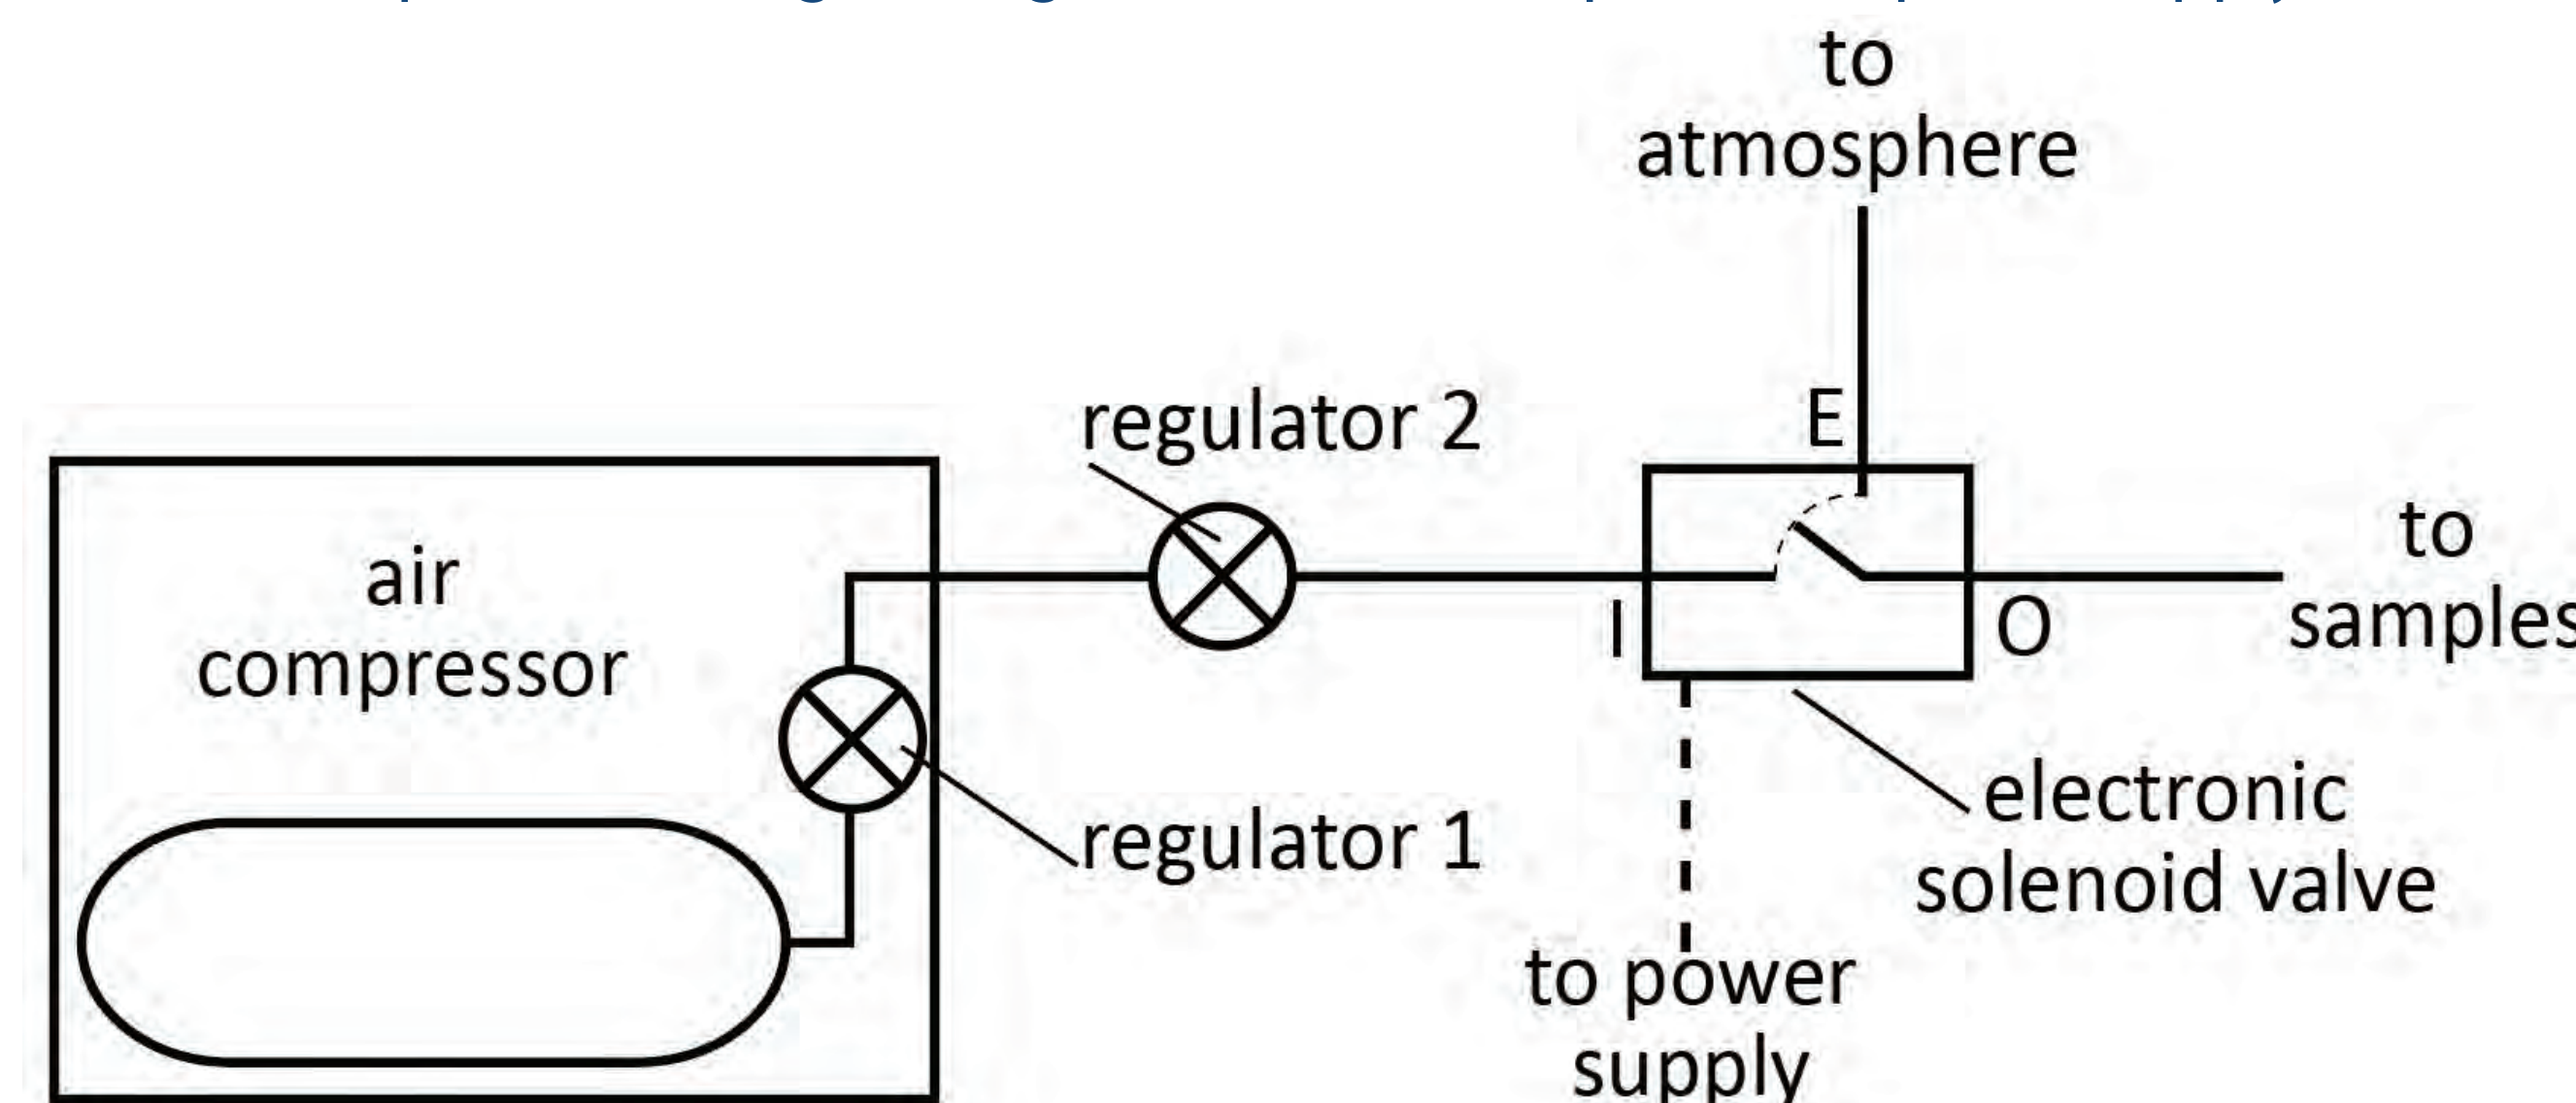 to
atmosphere
E
regulator 2
air
compressor
I
O
to
samples
regulator 1
electronic
solenoid valve
to power
supply